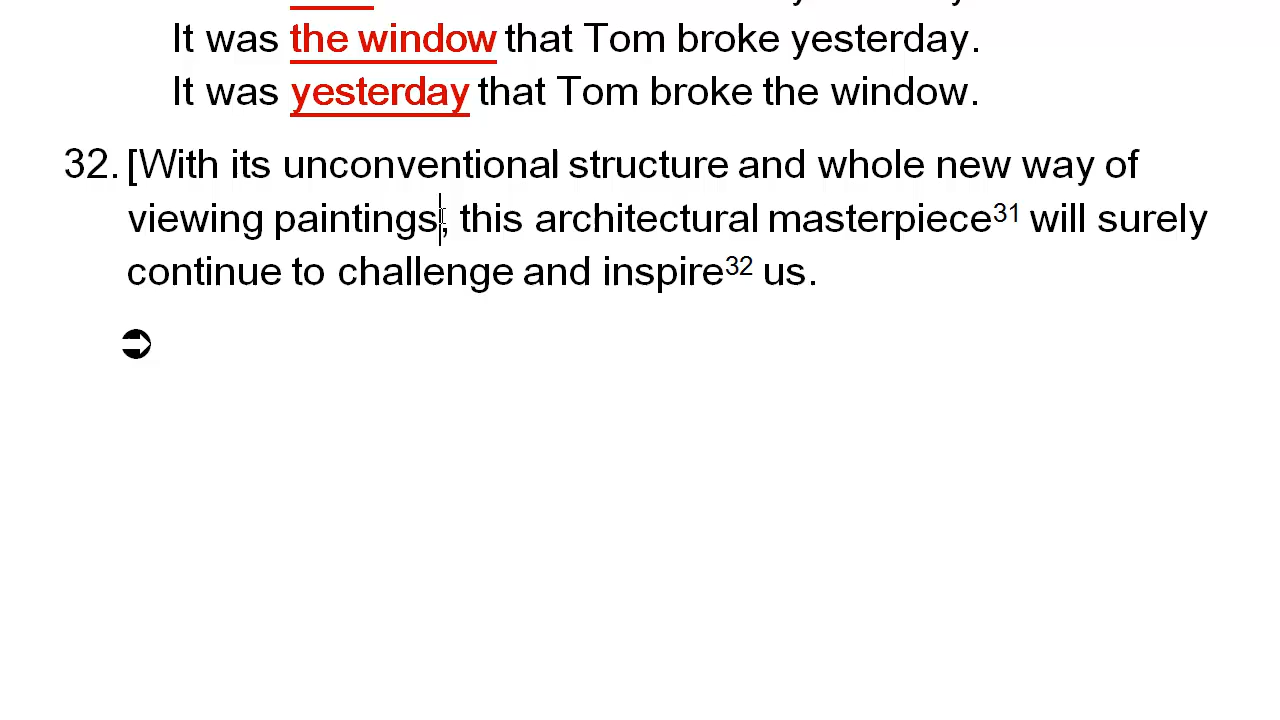 It was the window that Tom broke yesterday.
It was yesterday that Tom broke the window.
32. [With its unconventional structure and whole new way of
viewing paintings, this architectural masterpiece31 will surely
continue to challenge and inspire32 us.